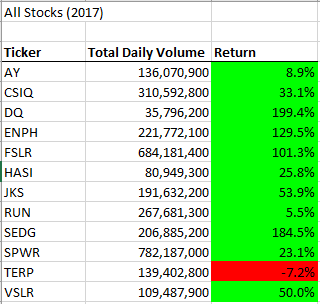 All Stocks (2017)
Ticker Total Daily Volume Return
AY 136,070,900 8.9%
CSIQ 310,592,800 33.1%
DQ 35,796,200 199.4%
ENPH 221,772,100 129.5%
FSLR 684,181,400 101.3%
HASI 80,949,300 25.8%
JKS 191,632,200 53.9%
RUN 267,681,300 5.5%
SEDG 206,885,200 184.5%
SPWR 782,187,000 23.1%
TERP 139,402,800 -7.2%
VSLR 109,487,900 50.0%